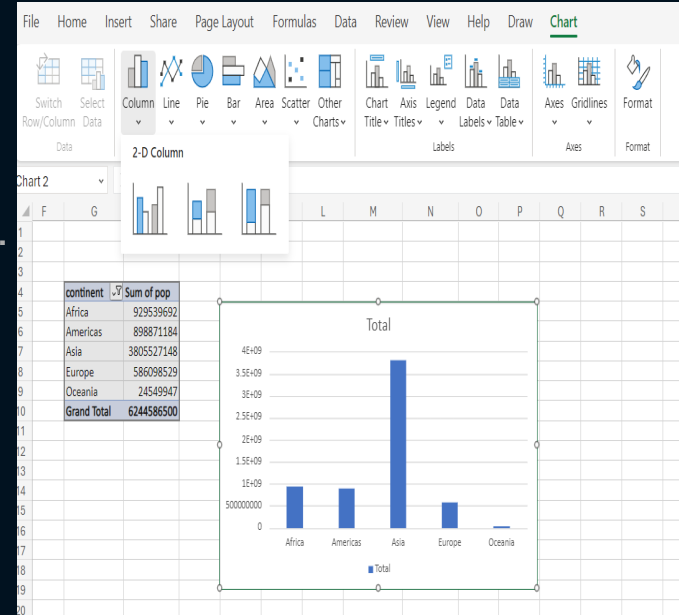 File Home Insert Share Page Layout Formulas Data Review View Help Draw Chart
Switch Row/Column Select Data Column Line Pie Bar Area Scatter Other Charts Chart Title Axis Titles Legend Data Labels Data Table Axes Gridlines Format
Data Labels Axes Format
2-D Column
Chart 2
F G L M N O P Q R S
1
2
3
4 continent Sum of pop
5 Africa 929539692
6 Americas 898871184
7 Asia 3805527148
8 Europe 586098529
9 Oceania 24549947
10 Grand Total 6244586500
11
12
13
14
15
16
17
18
19
20
Total
4E+09
3.5E+09
3E+09
2.5E+09
2E+09
1.5E+09
1E+09
500000000
0
Africa Americas Asia Europe Oceania
Total